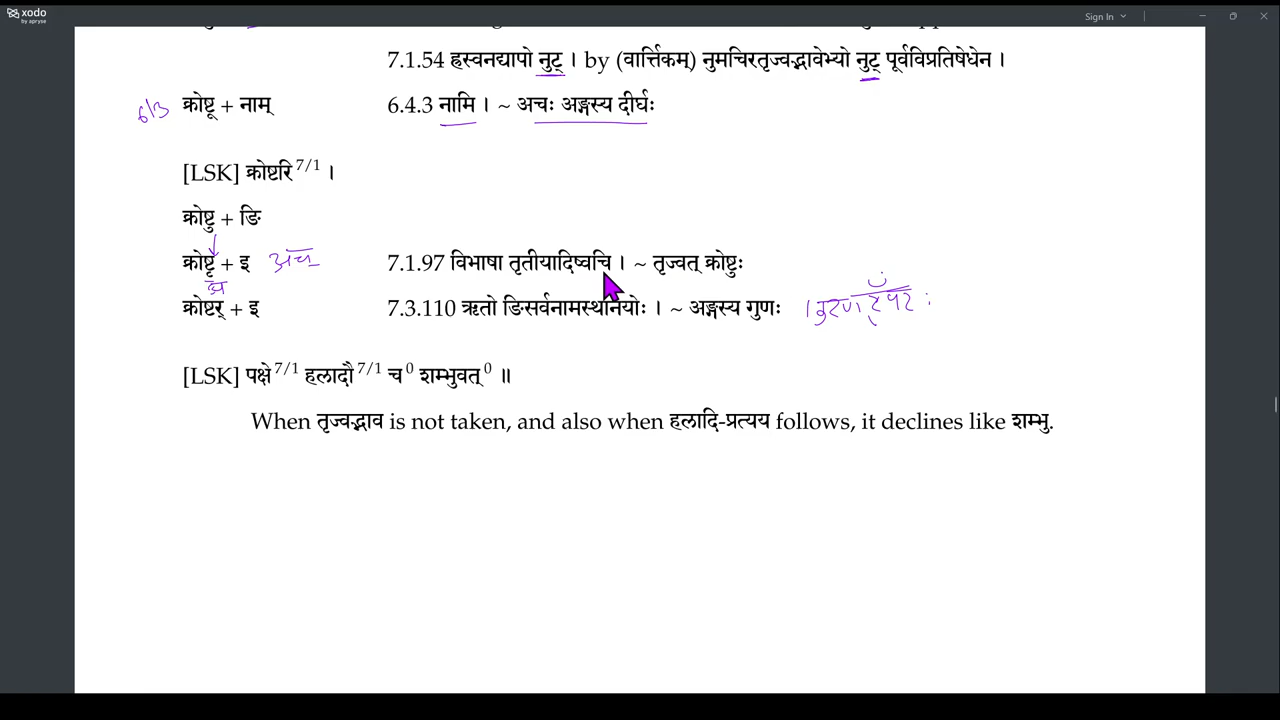 xodo
by apryse
Sign In
7.1.54 ह्रस्वनद्यापो नुट् । by (वार्त्तिकम्) नुमचिरतृज्वद्भावेभ्यो नुट् पूर्वविप्रतिषेधेन ।
6/3 क्रोष्टू + नाम् 6.4.3 नामि । ~ अचः अङ्गस्य दीर्घः
[LSK] क्रोष्टरि 7/1 ।
क्रोष्टु + ङि
क्रोष्टृ + इ अच् 7.1.97 विभाषा तृतीयादिष्वचि । ~ तृज्वत् क्रोष्टुः
क्रोष्टर् + इ 7.3.110 ऋतो ङिसर्वनामस्थानयोः । ~ अङ्गस्य गुणः
[LSK] पक्षे 7/1 हलादौ 7/1 च 0 शम्भुवत् 0 ॥
When तृज्वद्भाव is not taken, and also when हलादि-प्रत्यय follows, it declines like शम्भु.